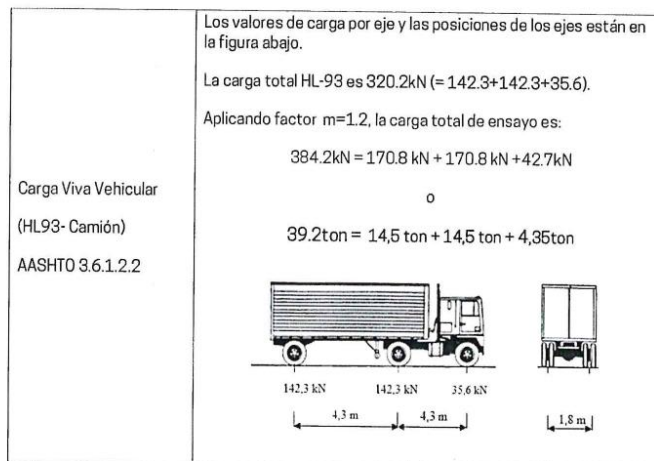 Carga Viva Vehicular
(HL93- Camión)
AASHTO 3.6.1.2.2
Los valores de carga por eje y las posiciones de los ejes están en
la figura abajo.
La carga total HL-93 es 320.2kN (= 142.3+142.3+35.6).
Aplicando factor m=1.2, la carga total de ensayo es:
384.2kN = 170.8 kN + 170.8 kN +42.7kN
o
39.2ton = 14,5 ton + 14,5 ton + 4,35ton
142,3 kN 142,3 kN 35,6 kN
4,3 m 4,3 m 1,8 m